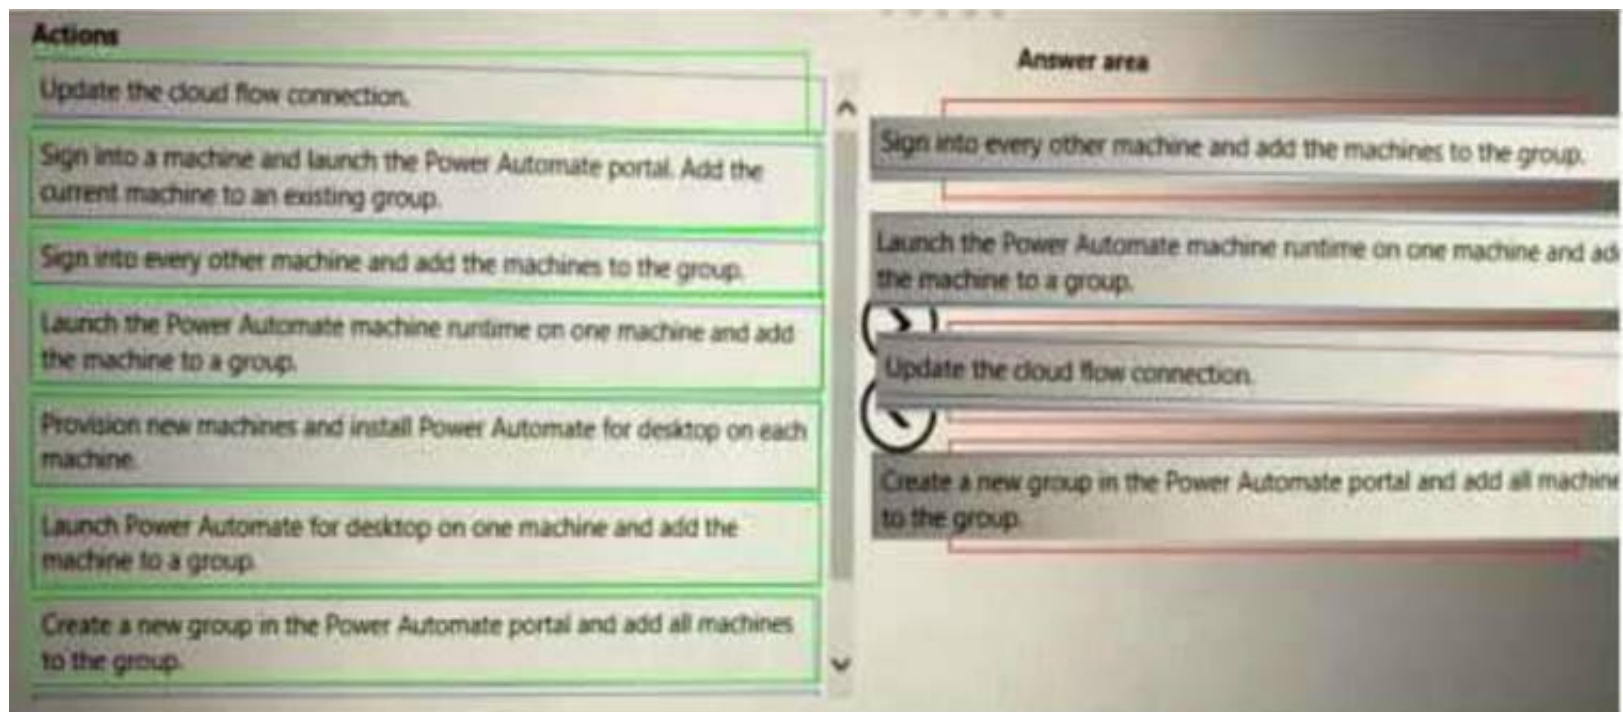 Actions
Update the cloud flow connection.
Sign into a machine and launch the Power Automate portal. Add the
current machine to an existing group.
Sign into every other machine and add the machines to the group.
Launch the Power Automate machine runtime on one machine and add
the machine to a group.
Provision new machines and install Power Automate for desktop on each
machine.
Launch Power Automate for desktop on one machine and add the
machine to a group.
Create a new group in the Power Automate portal and add all machines
to the group.
Answer area
Sign into every other machine and add the machines to the group.
Launch the Power Automate machine runtime on one machine and ad
the machine to a group.
Update the cloud flow connection.
Create a new group in the Power Automate portal and add all machine
to the group.